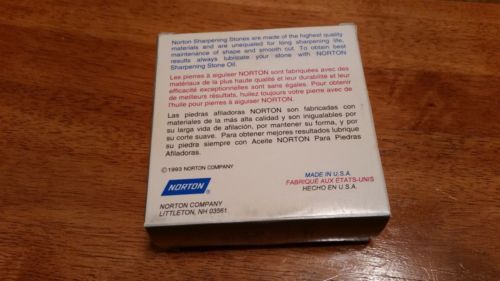 Norton Sharpening Stones are made of the highest quality
materials and are unequaled for long sharpening life,
maintenance of shape and smooth cut. To obtain best
results always lubricate your stone with NORTON
Sharpening Stone Oil.
Les pierres à aiguiser NORTON sont fabriquées avec des
matériaux de la plus haute qualité et leur durabilité et leur
efficacité exceptionnelles sont sans égales. Pour obtenir
de meilleurs résultats, huilez toujours votre pierre avec de
l'huile pour pierres à aiguiser NORTON.
Las piedras afiladoras NORTON son fabricadas con
materiales de la más alta calidad y son iniguables por
su larga vida de afilación, por mantener su forma, y por
su corte suave. Para obtener mejores resultados lubrique
su piedra siempre con Aceite NORTON Para Piedras
Afiladoras.
©1993 NORTON COMPANY
NORTON®
NORTON COMPANY
LITTLETON, NH 03561
MADE IN U.S.A.
FABRIQUÉ AUX ÉTATS-UNIS
HECHO EN U.S.A.